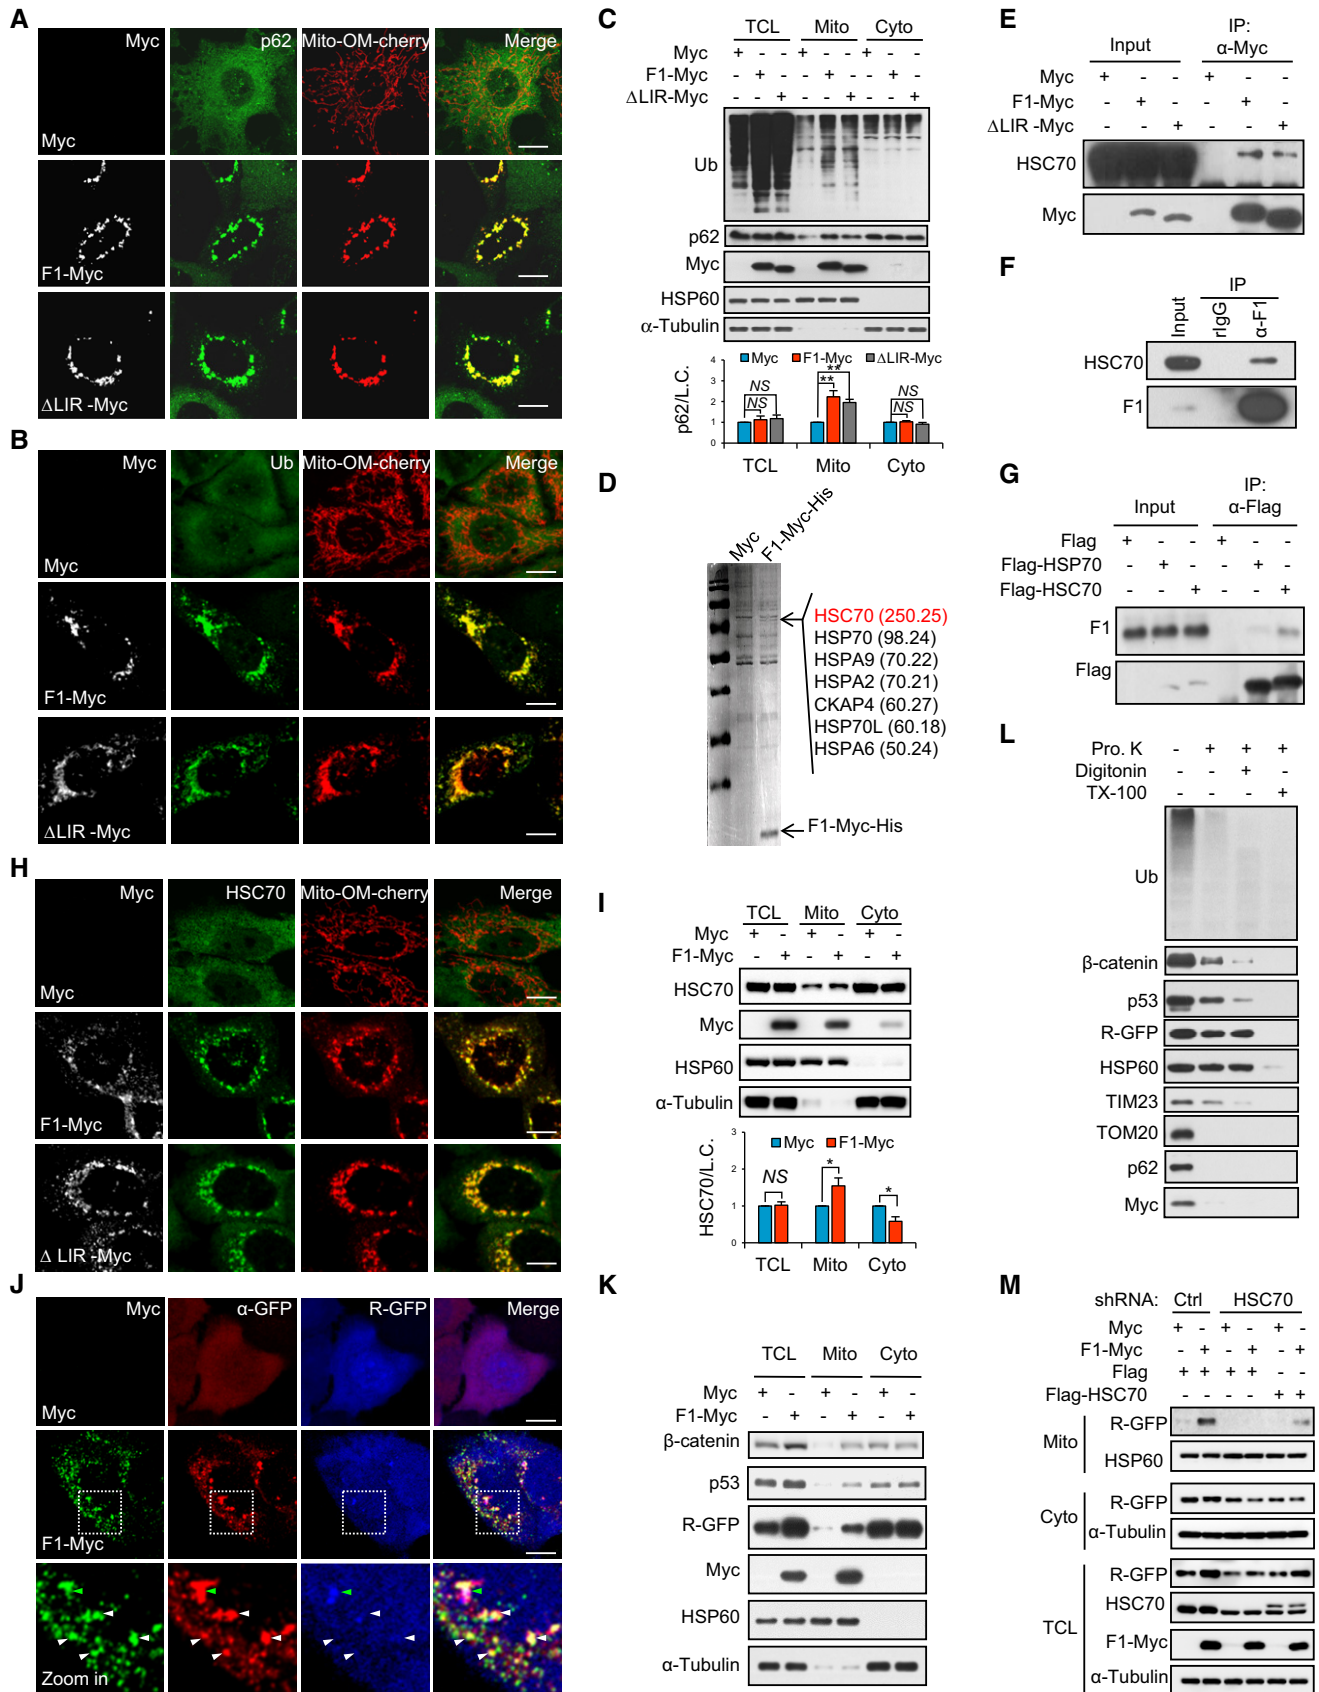 A
Myc p62 Mito-OM-cherry Merge
Myc
F1-Myc
ΔLIR -Myc
B
Myc Ub Mito-OM-cherry Merge
Myc
F1-Myc
ΔLIR -Myc
H
Myc HSC70 Mito-OM-cherry Merge
Myc
F1-Myc
Δ LIR -Myc
J
Myc α-GFP R-GFP Merge
Myc
F1-Myc
Zoom in
C
TCL Mito Cyto
Myc + - - + - - + - -
F1-Myc - + - - + - - + -
ΔLIR-Myc - - + - - + - - +
Ub
p62
Myc
HSP60
α-Tubulin
Myc F1-Myc ΔLIR-Myc
p62/L.C.
4
3
2
1
0
NS
NS
**
**
NS
NS
TCL Mito Cyto
D
Myc
F1-Myc-His
HSC70 (250.25)
HSP70 (98.24)
HSPA9 (70.22)
HSPA2 (70.21)
CKAP4 (60.27)
HSP70L (60.18)
HSPA6 (50.24)
F1-Myc-His
I
TCL Mito Cyto
Myc + - + - + -
F1-Myc - + - + - +
HSC70
Myc
HSP60
α-Tubulin
Myc F1-Myc
HSC70/L.C.
3
2
1
0
NS
*
*
TCL Mito Cyto
K
TCL Mito Cyto
Myc + - + - + -
F1-Myc - + - + - +
β-catenin
p53
R-GFP
Myc
HSP60
α-Tubulin
E
Input IP: α-Myc
Myc + - - + - -
F1-Myc - + - - + -
ΔLIR -Myc - - + - - +
HSC70
Myc
F
IP
Input rIgG α-F1
HSC70
F1
G
Input IP: α-Flag
Flag + - - + - -
Flag-HSP70 - + - - + -
Flag-HSC70 - - + - - +
F1
Flag
L
Pro. K - + + +
Digitonin - - + -
TX-100 - - - +
Ub
β-catenin
p53
R-GFP
HSP60
TIM23
TOM20
p62
Myc
M
shRNA: Ctrl HSC70
Myc + - + - + -
F1-Myc - + - + - +
Flag + + + + - -
Flag-HSC70 - - - - + +
Mito
R-GFP
HSP60
Cyto
R-GFP
α-Tubulin
TCL
R-GFP
HSC70
F1-Myc
α-Tubulin